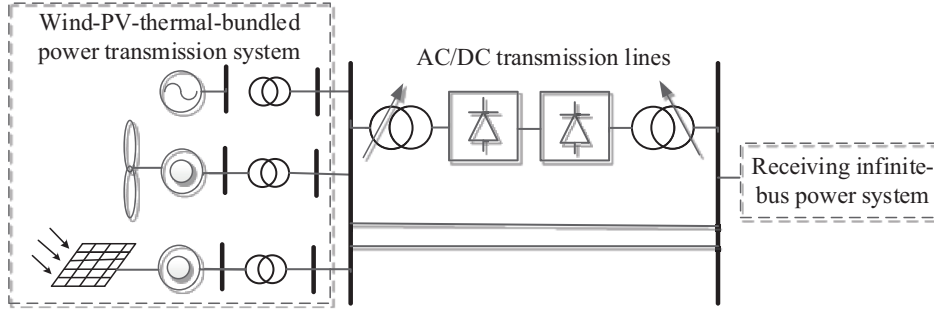 Wind-PV-thermal-bundled
power transmission system
AC/DC transmission lines
Receiving infinite-
bus power system